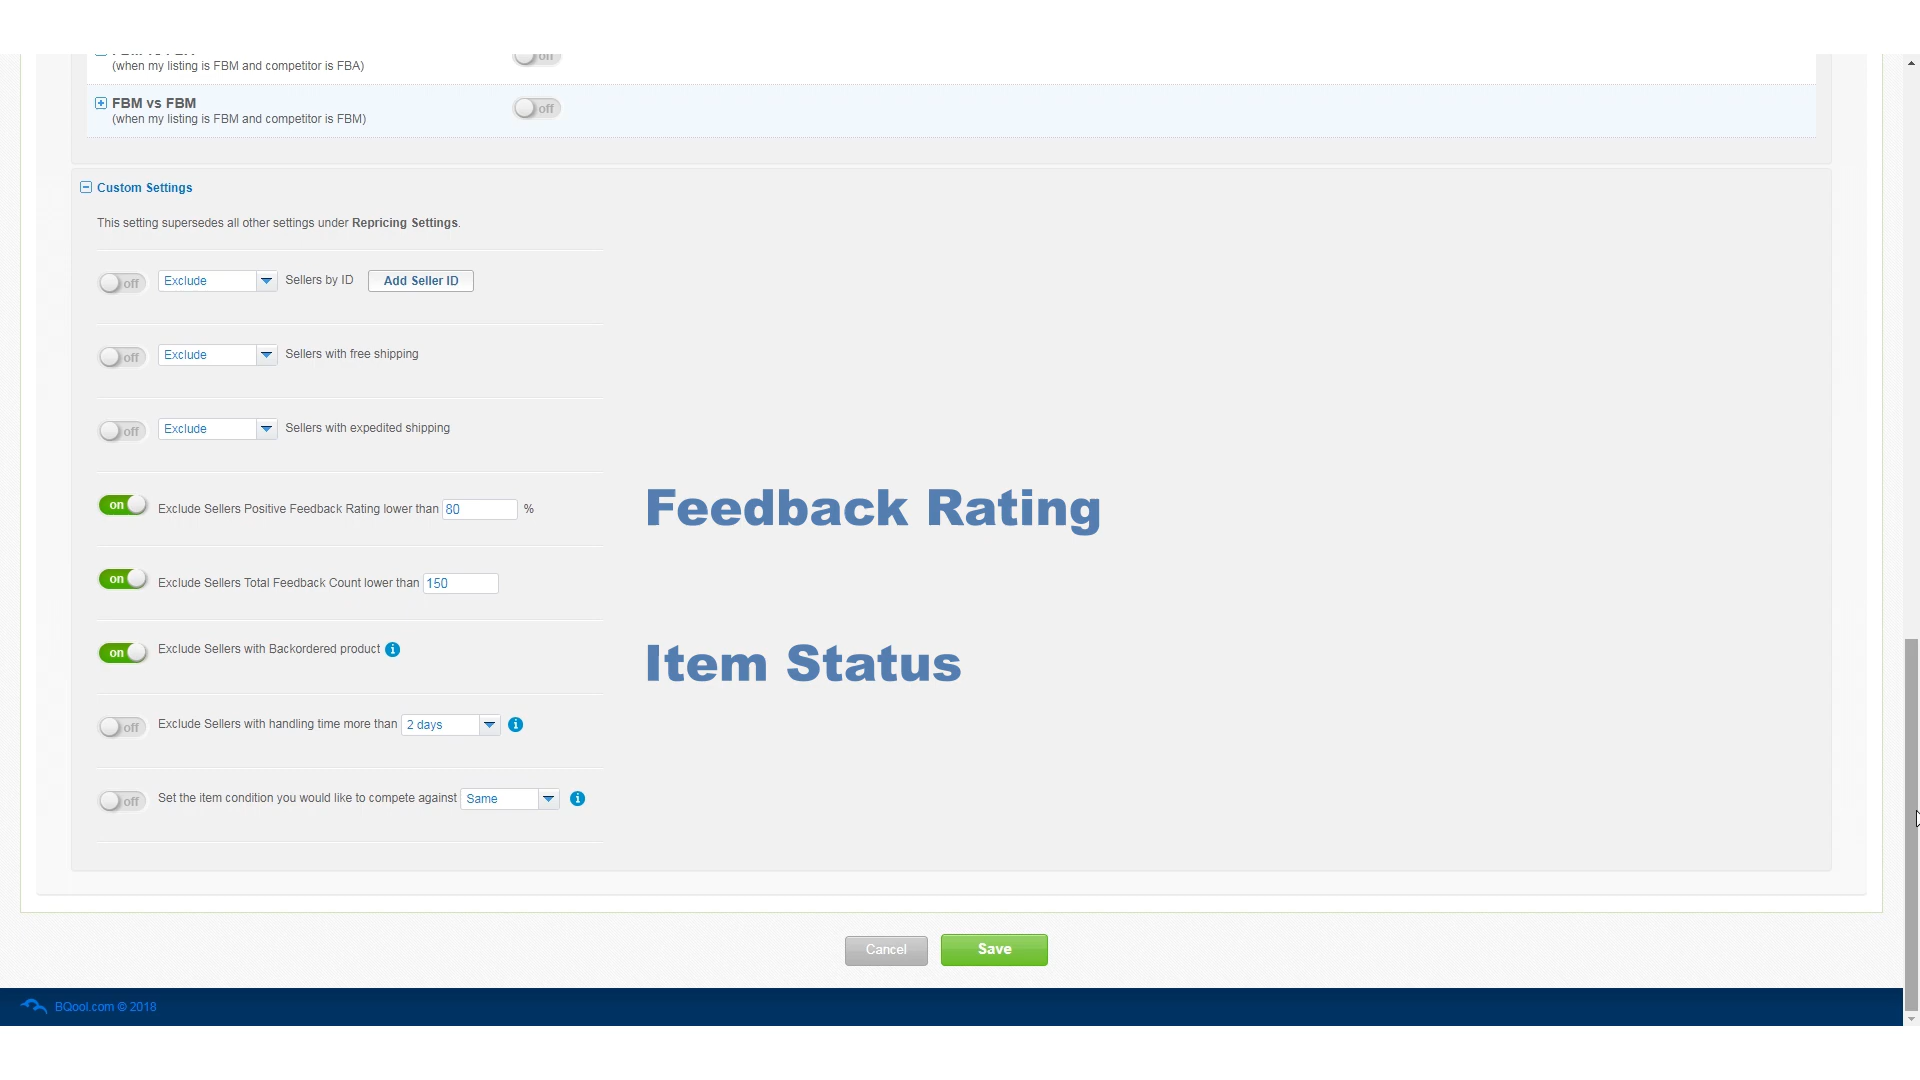 (when my listing is FBM and competitor is FBA)
off
FBM vs FBM
off
(when my listing is FBM and competitor is FBM)
Custom Settings
This setting supersedes all other settings under Repricing Settings.
off Exclude Sellers by ID Add Seller ID
off Exclude Sellers with free shipping
off Exclude Sellers with expedited shipping
on Exclude Sellers Positive Feedback Rating lower than 80 %
Feedback Rating
on Exclude Sellers Total Feedback Count lower than 150
on Exclude Sellers with Backordered product
Item Status
off Exclude Sellers with handling time more than 2 days
off Set the item condition you would like to compete against Same
Cancel Save
BQool.com © 2018